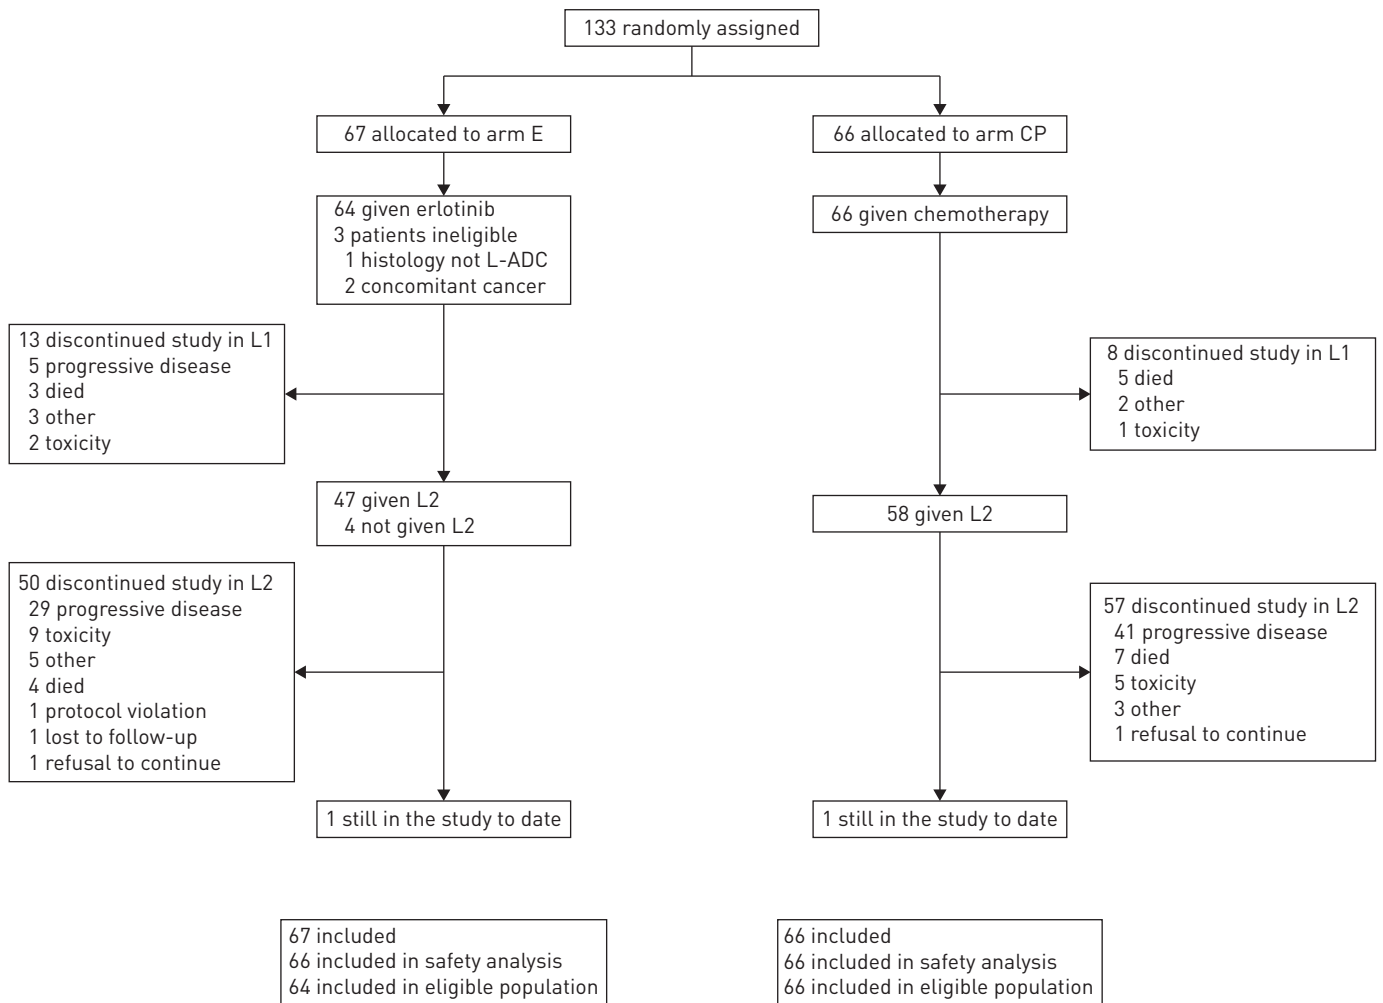 133 randomly assigned
67 allocated to arm E
66 allocated to arm CP
64 given erlotinib
3 patients ineligible
1 histology not L-ADC
2 concomitant cancer
66 given chemotherapy
13 discontinued study in L1
5 progressive disease
3 died
3 other
2 toxicity
8 discontinued study in L1
5 died
2 other
1 toxicity
47 given L2
4 not given L2
58 given L2
50 discontinued study in L2
29 progressive disease
9 toxicity
5 other
4 died
1 protocol violation
1 lost to follow-up
1 refusal to continue
57 discontinued study in L2
41 progressive disease
7 died
5 toxicity
3 other
1 refusal to continue
1 still in the study to date
1 still in the study to date
67 included
66 included in safety analysis
64 included in eligible population
66 included
66 included in safety analysis
66 included in eligible population